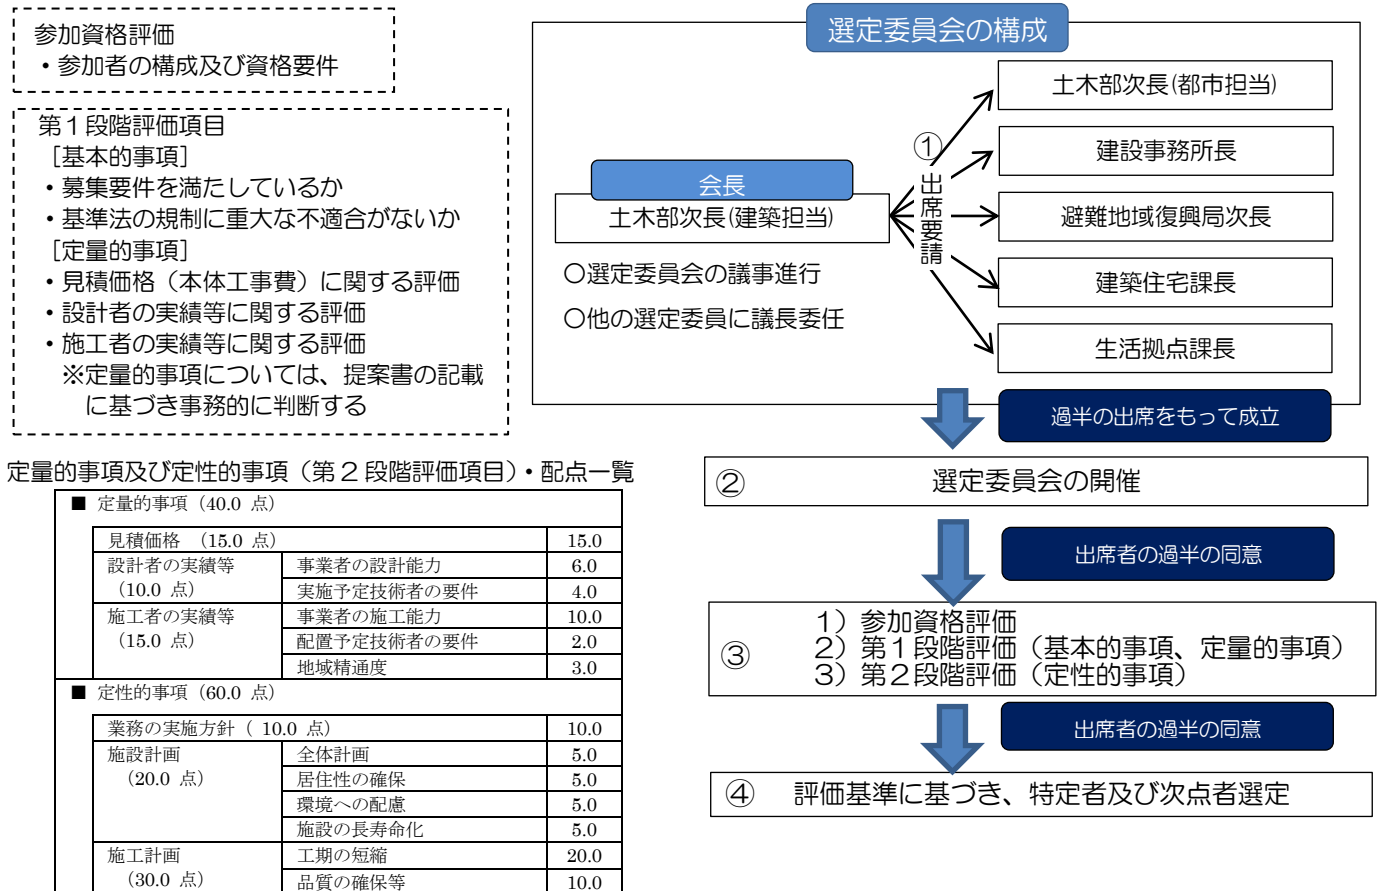 参加資格評価
・参加者の構成及び資格要件
第１段階評価項目
［基本的事項］
・募集要件を満たしているか
・基準法の規制に重大な不適合がないか
［定量的事項］
・見積価格（本体工事費）に関する評価
・設計者の実績等に関する評価
・施工者の実績等に関する評価
※定量的事項については、提案書の記載
に基づき事務的に判断する
定量的事項及び定性的事項（第２段階評価項目）・配点一覧
■ 定量的事項（40.0 点）
見積価格 （15.0 点） 15.0
設計者の実績等 事業者の設計能力 6.0
（10.0 点） 実施予定技術者の要件 4.0
施工者の実績等 事業者の施工能力 10.0
（15.0 点） 配置予定技術者の要件 2.0
地域精通度 3.0
■ 定性的事項（60.0 点）
業務の実施方針（ 10.0 点） 10.0
施設計画 全体計画 5.0
（20.0 点） 居住性の確保 5.0
環境への配慮 5.0
施設の長寿命化 5.0
施工計画 工期の短縮 20.0
（30.0 点） 品質の確保等 10.0
選定委員会の構成
会長
土木部次長(建築担当)
〇選定委員会の議事進行
〇他の選定委員に議長委任
①出席要請
土木部次長(都市担当)
建設事務所長
避難地域復興局次長
建築住宅課長
生活拠点課長
過半の出席をもって成立
② 選定委員会の開催
出席者の過半の同意
③
１）参加資格評価
２）第１段階評価（基本的事項、定量的事項）
３）第２段階評価（定性的事項）
出席者の過半の同意
④ 評価基準に基づき、特定者及び次点者選定